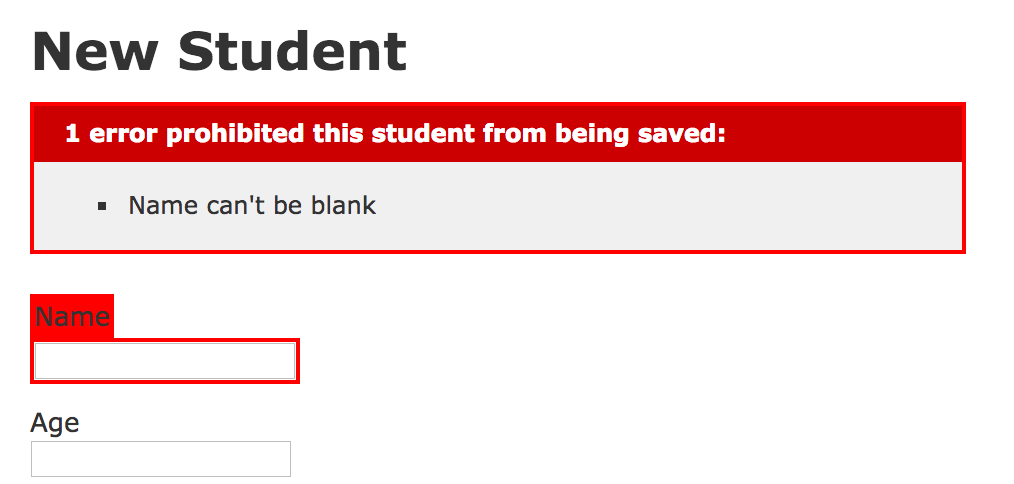 New Student
1 error prohibited this student from being saved:
Name can't be blank
Name
Age